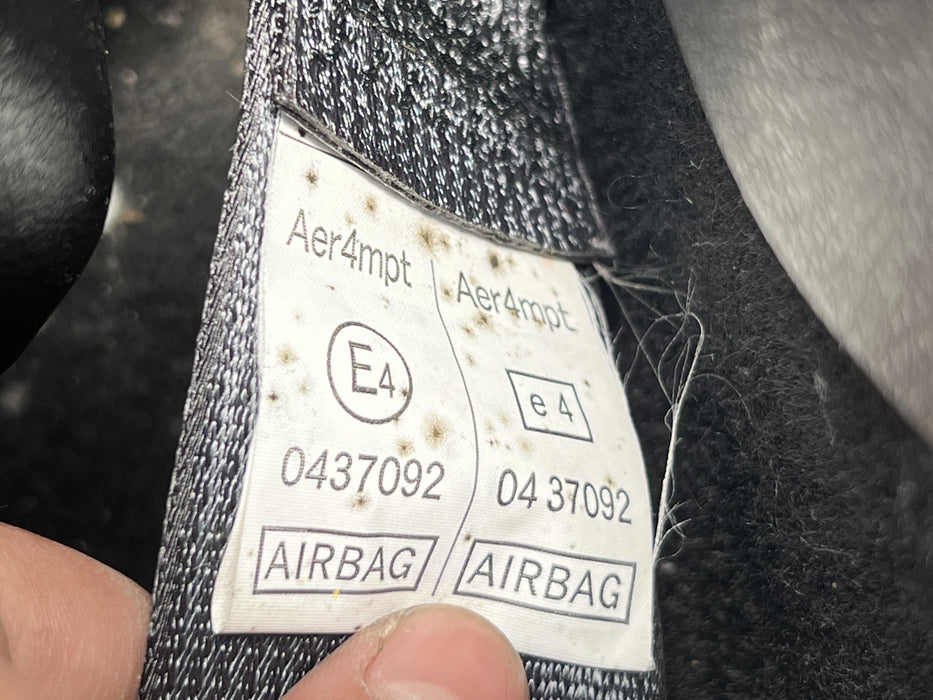 Aer4mpt
E4
0437092
AIRBAG
Aer4mpt
e 4
04 37092
AIRBAG